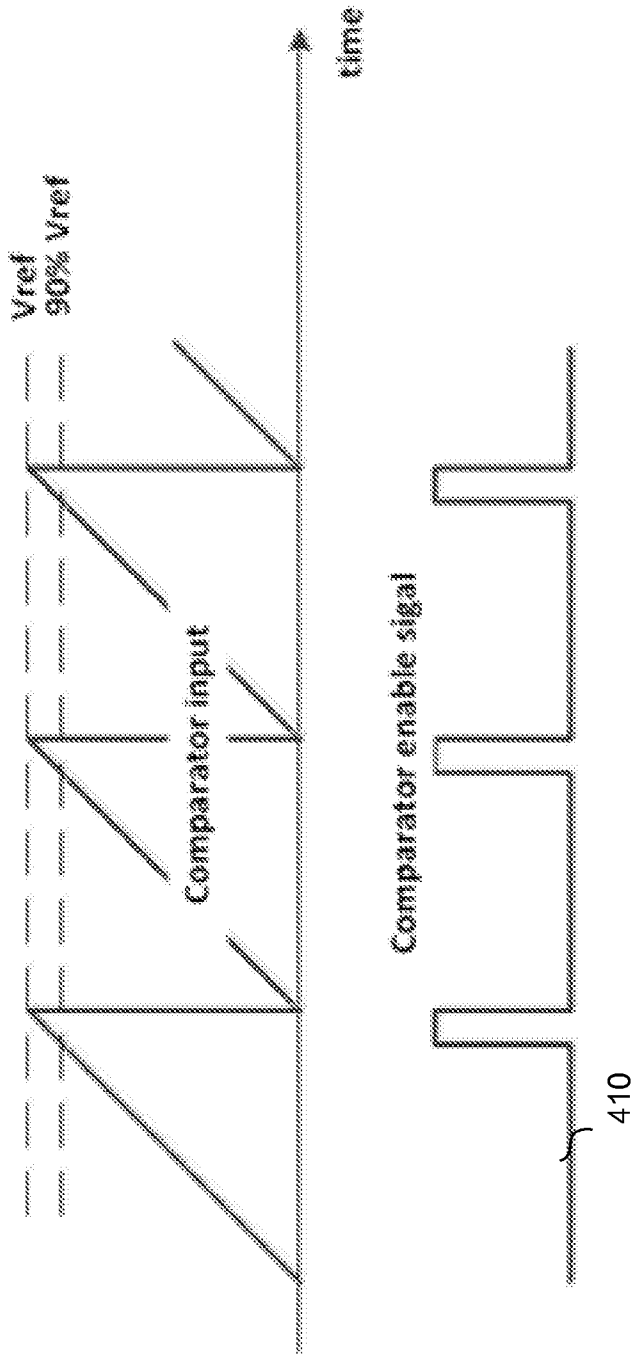 Vref
90% Vref
Comparator input
time
Comparator enable sigal
410